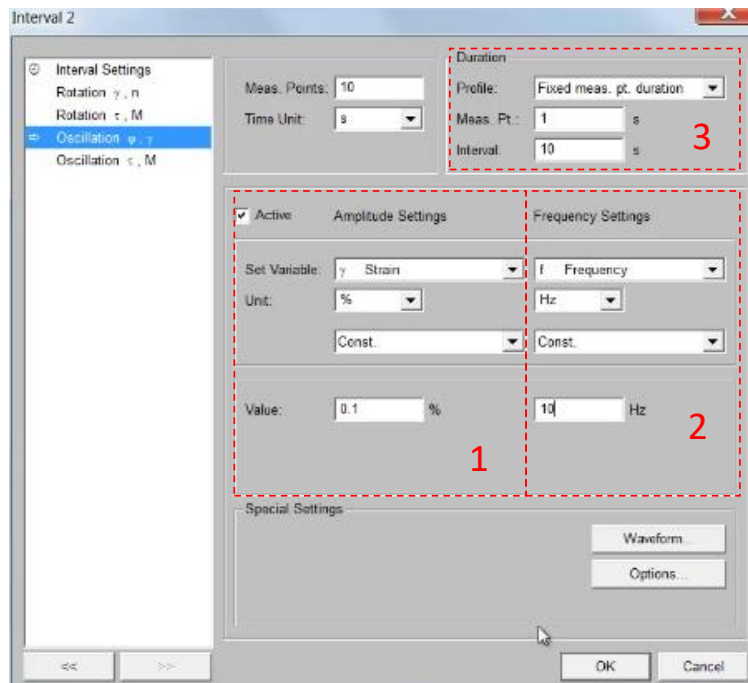 Interval 2
Interval Settings
Rotation γ , n
Rotation τ , M
Oscillation φ , γ
Oscillation τ , M
Meas. Points: 10
Time Unit: s
Duration
Profile: Fixed meas. pt. duration
Meas. Pt.: 1 s
Interval: 10 s
3
Active Amplitude Settings Frequency Settings
Set Variable: γ Strain f Frequency
Unit: % Hz
Const. Const.
Value: 0.1 % 10 Hz
1 2
Special Settings
Waveform...
Options...
<< >> OK Cancel